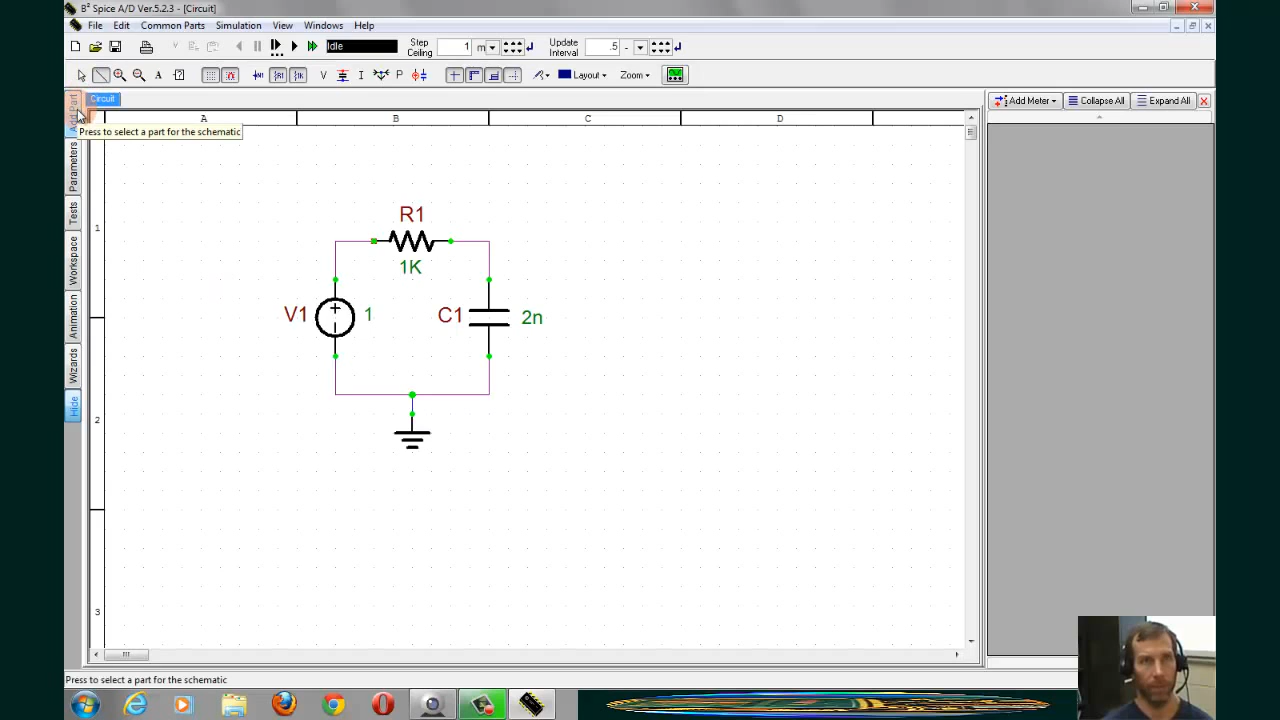 B² Spice A/D Ver.5.2.3 - [Circuit]
File Edit Common Parts Simulation View Windows Help
Idle Step Ceiling 1 m Update Interval .5 -
A V I P Layout Zoom
Add Part Circuit Add Meter Collapse All Expand All
A B C D
Press to select a part for the schematic
Parameters
Tests
Workspace
Animation
Wizards
Hide
1
2
3
R1
1K
V1 1 C1 2n
Press to select a part for the schematic